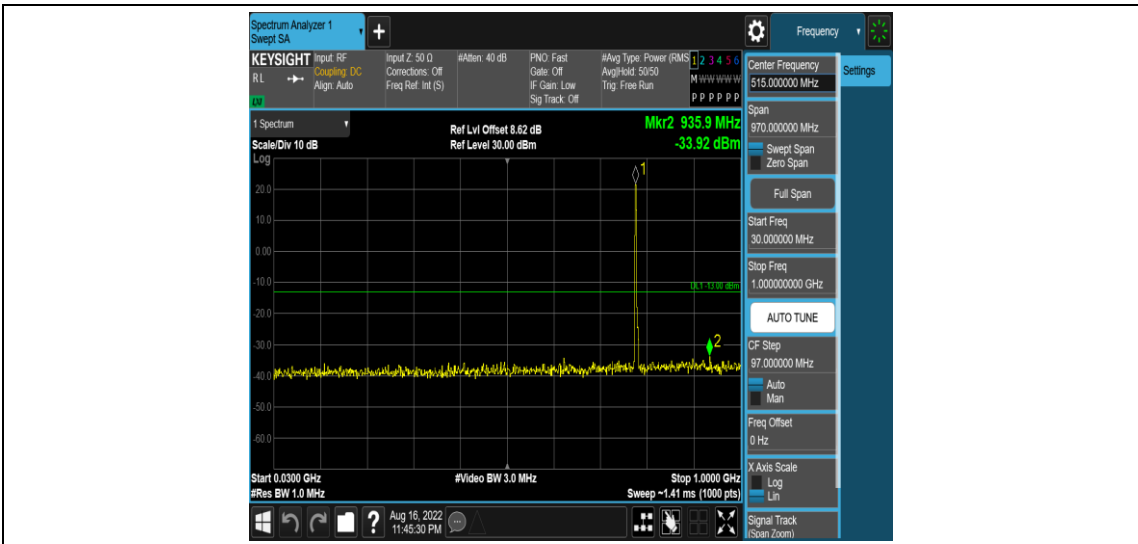 Spectrum Analyzer 1
Swept SA
+
Frequency
KEYSIGHT
RL
LNI
Input: RF
Coupling: DC
Align: Auto
Input Z: 50 Ω
Corrections: Off
Freq Ref: Int (S)
#Atten: 40 dB
PNO: Fast
Gate: Off
IF Gain: Low
Sig Track: Off
#Avg Type: Power (RMS
Avg|Hold: 50/50
Trig: Free Run
1 2 3 4 5 6
M W W W W W
P P P P P P
Center Frequency
515.000000 MHz
Settings
1 Spectrum
Scale/Div 10 dB
Ref Lvl Offset 8.62 dB
Ref Level 30.00 dBm
Mkr2 935.9 MHz
-33.92 dBm
Log
20.0
10.0
0.00
-10.0
-20.0
-30.0
-40.0
-50.0
-60.0
1
DL1 -13.00 dBm
2
Start 0.0300 GHz
#Res BW 1.0 MHz
#Video BW 3.0 MHz
Stop 1.0000 GHz
Sweep ~1.41 ms (1000 pts)
Span
970.000000 MHz
Swept Span
Zero Span
Full Span
Start Freq
30.000000 MHz
Stop Freq
1.000000000 GHz
AUTO TUNE
CF Step
97.000000 MHz
Auto
Man
Freq Offset
0 Hz
X Axis Scale
Log
Lin
Signal Track
(Span Zoom)
?
Aug 16, 2022
11:45:30 PM